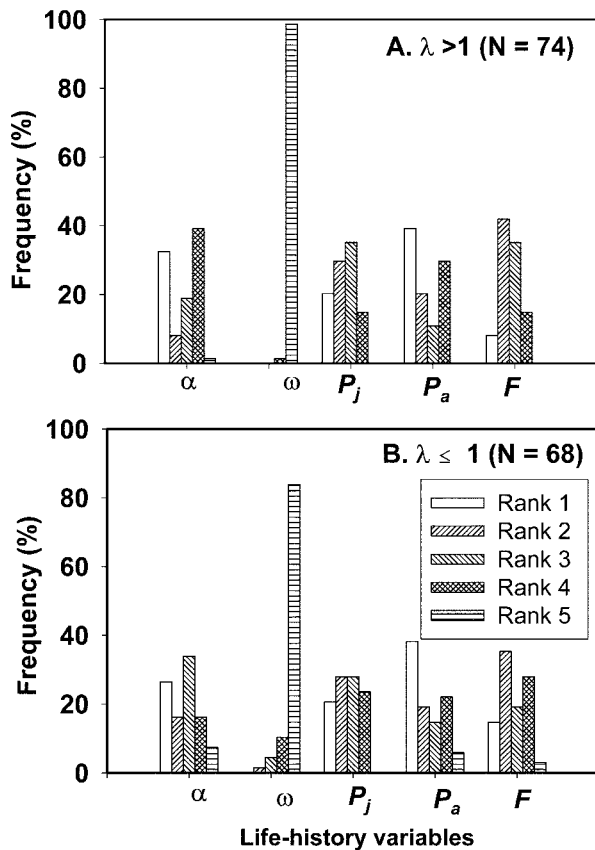 A. λ >1 (N = 74)
Frequency (%)
100
80
60
40
20
0
α ω Pj Pa F
B. λ ≤ 1 (N = 68)
Frequency (%)
100
80
60
40
20
0
Rank 1
Rank 2
Rank 3
Rank 4
Rank 5
α ω Pj Pa F
Life-history variables